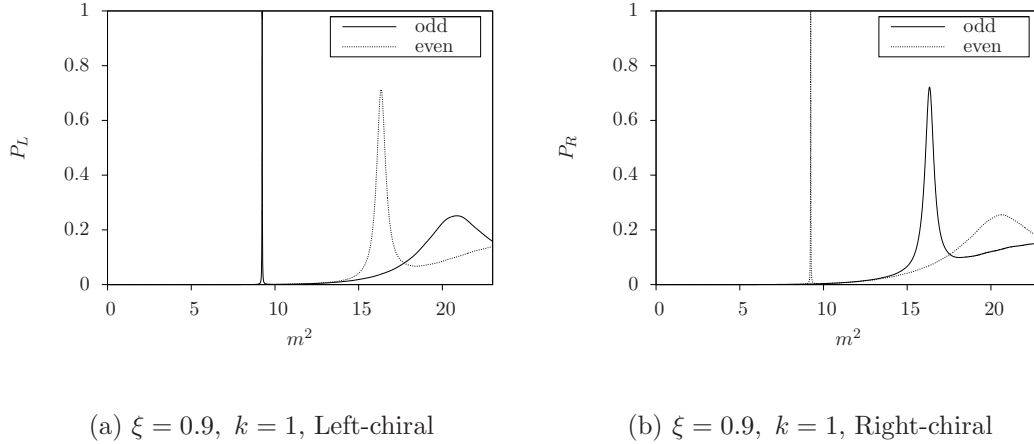 1
0.8
0.6
0.4
0.2
0
P_L
odd
even
0 5 10 15 20
m²
(a) ξ = 0.9, k = 1, Left-chiral
1
0.8
0.6
0.4
0.2
0
P_R
odd
even
0 5 10 15 20
m²
(b) ξ = 0.9, k = 1, Right-chiral